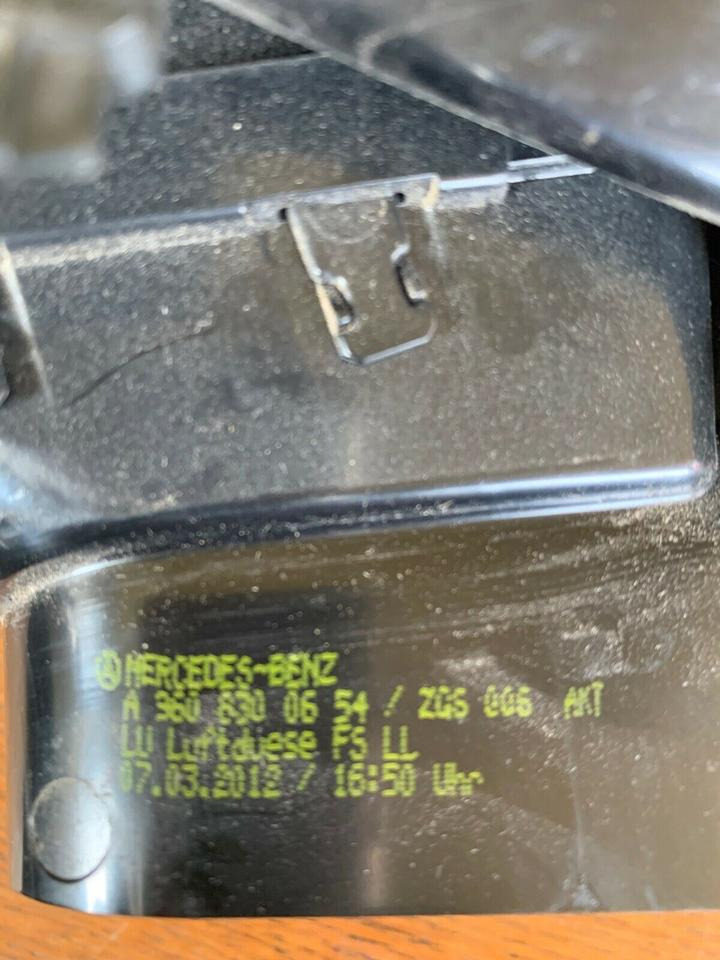 MERCEDES-BENZ
A 960 830 06 54 / ZGS 006 AKT
LU Luftduese FS LL
07.03.2012 / 16:50 Uhr